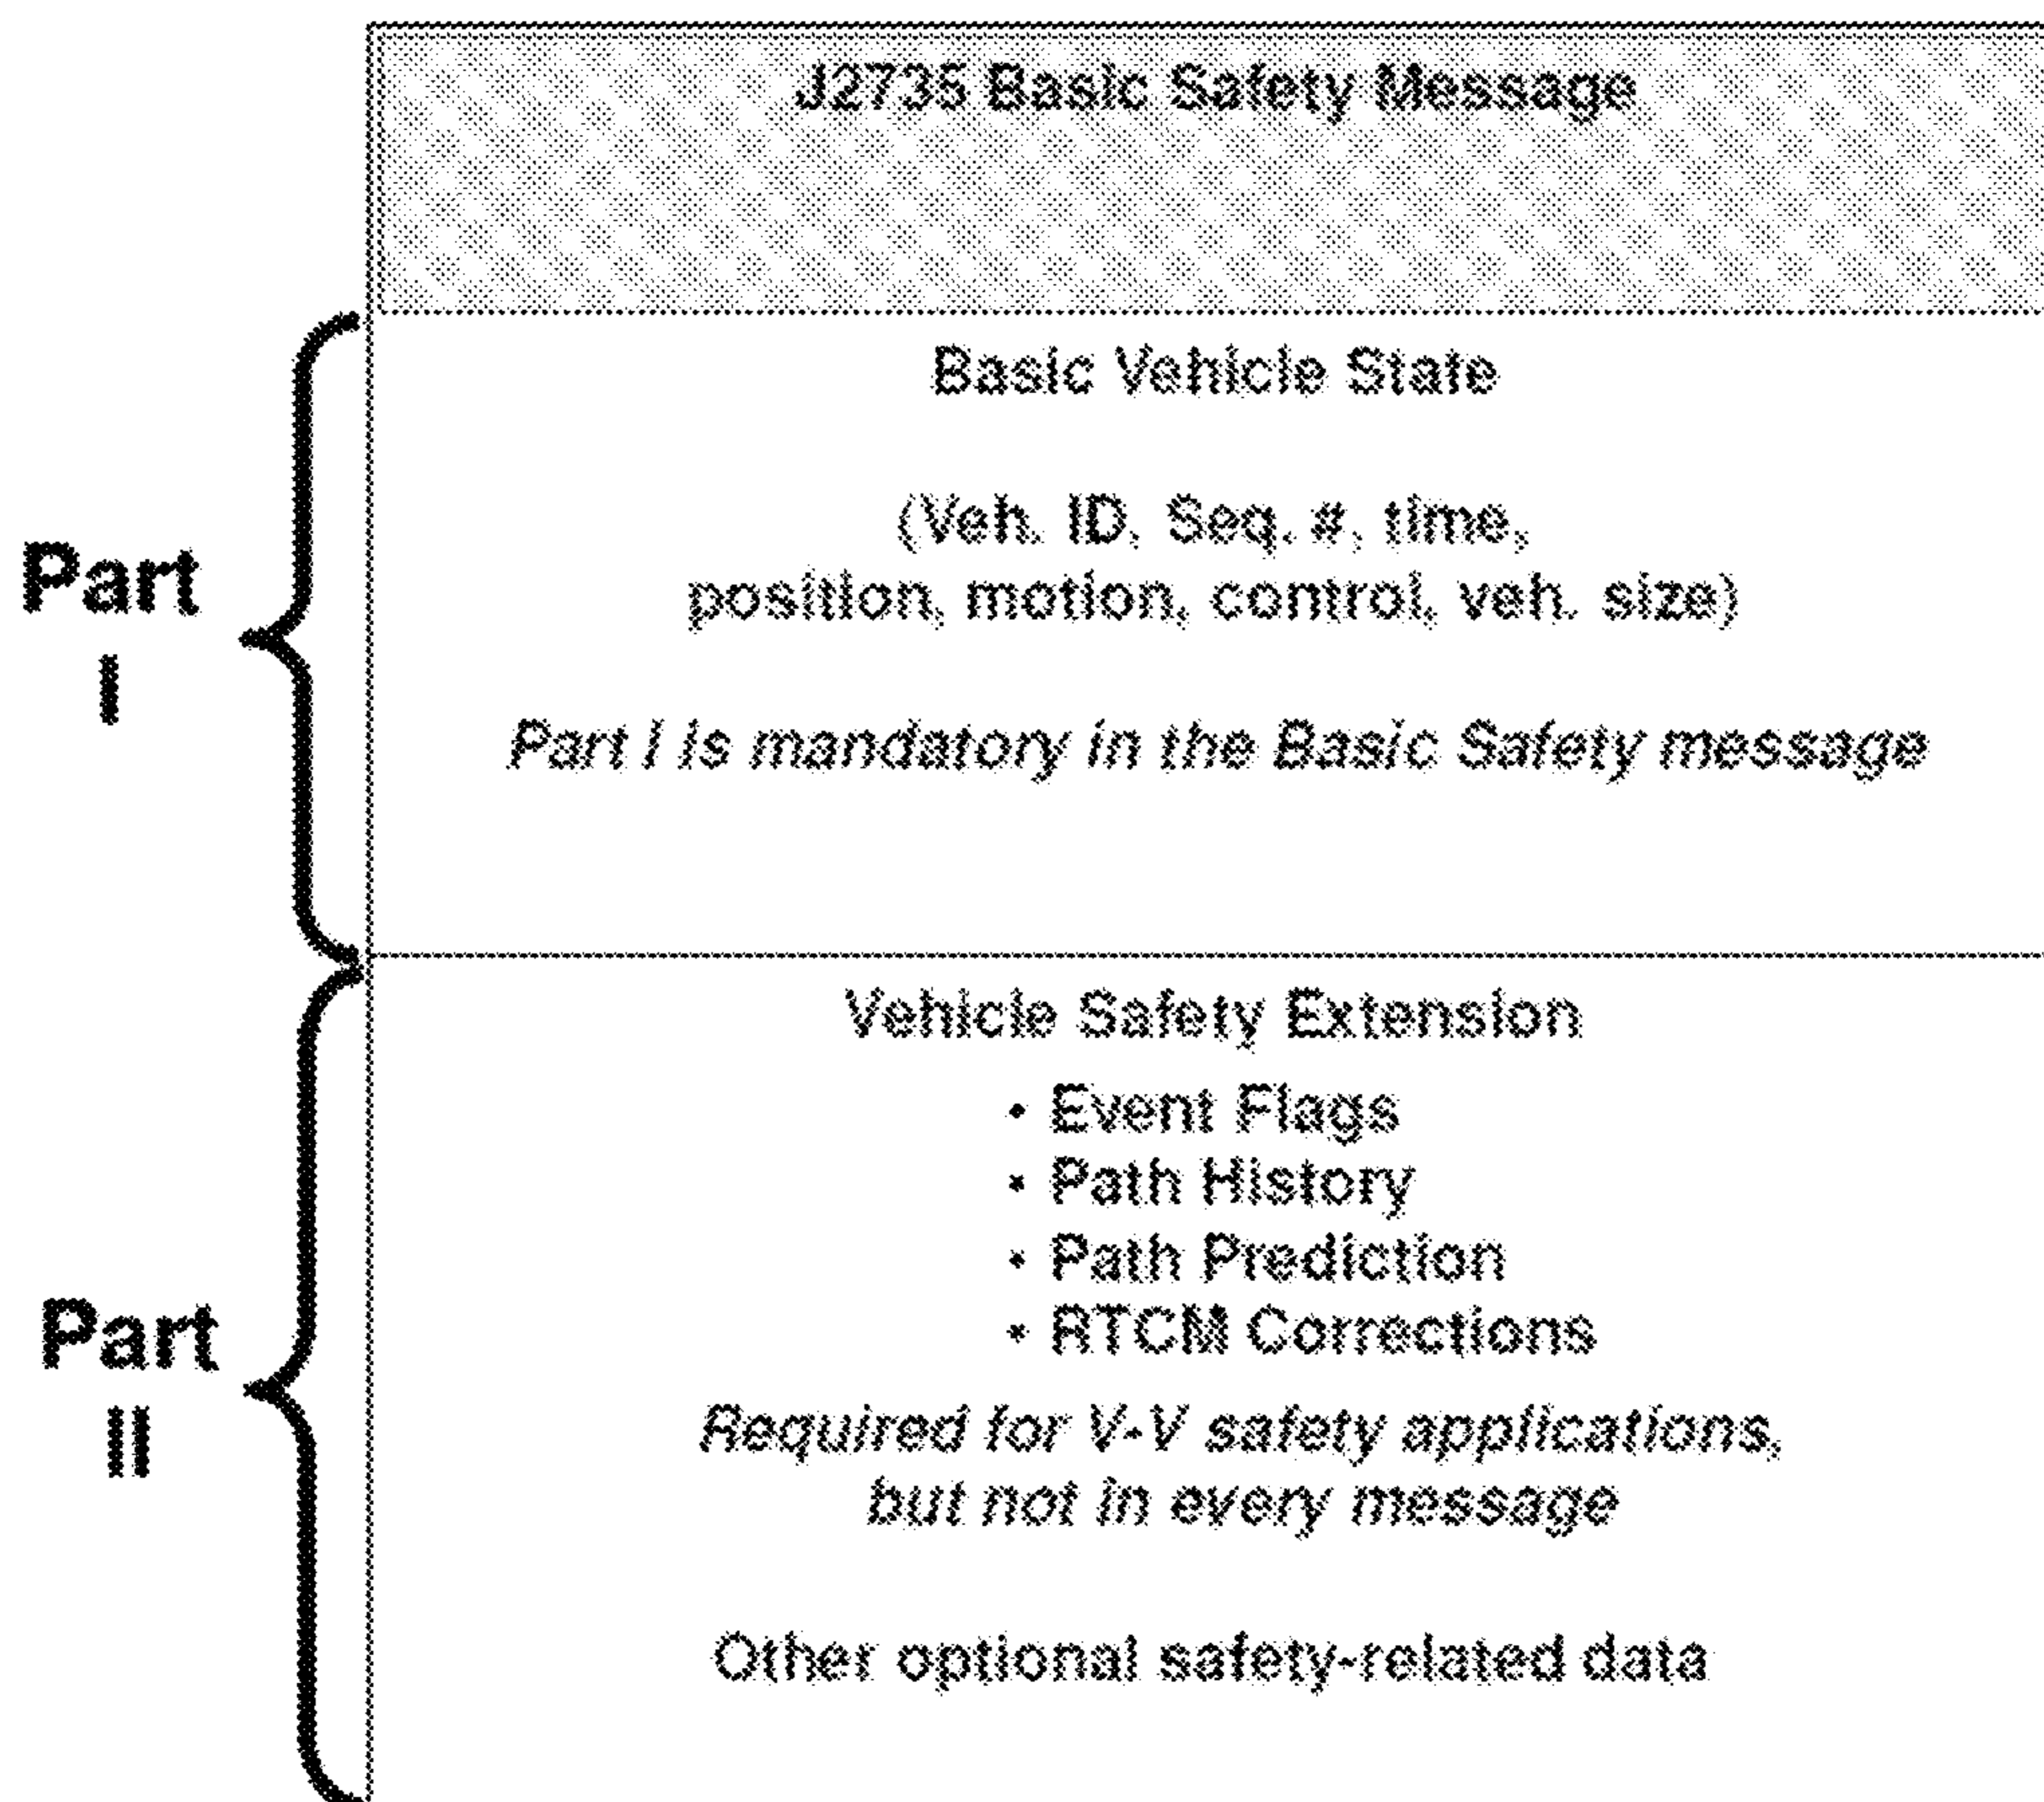 J2735 Basic Safety Message
Part
I
Basic Vehicle State
(Veh. ID, Seq. #, time,
position, motion, control, veh. size)
Part I is mandatory in the Basic Safety message
Part
II
Vehicle Safety Extension
• Event Flags
• Path History
• Path Prediction
• RTCM Corrections
Required for V-V safety applications,
but not in every message
Other optional safety-related data